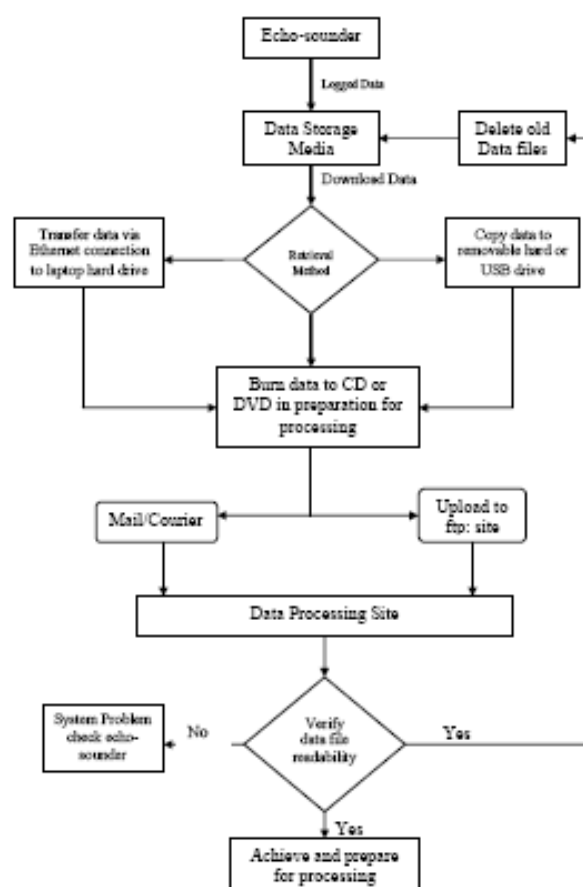 Echo-sounder
Logged Data
Data Storage
Media
Delete old
Data files
Download Data
Transfer data via
Ethernet connection
to laptop hard drive
Retrieval
Method
Copy data to
removable hard or
USB drive
Burn data to CD or
DVD in preparation for
processing
Mail/Courier
Upload to
ftp: site
Data Processing Site
System Problem
check echo-
sounder
No
Verify
data file
readability
Yes
Yes
Achieve and prepare
for processing